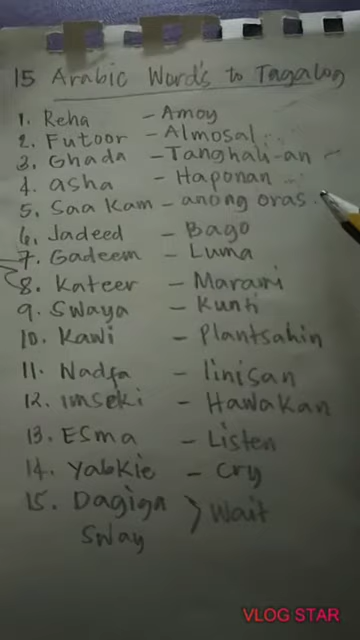 15 Arabic Word's to Tagalog
1. Reha - Amoy
2. Futoor - Almosal
3. Ghada - Tanghali-an
4. asha - Haponan
5. Saa Kam - anong oras
6. Jadeed - Bago
7. Gadeem - Luma
8. Kateer - Marami
9. Swaya - Kunti
10. Kawi - Plantsahin
11. Nadfa - linisan
12. imseki - Hawakan
13. Esma - Listen
14. Yabkie - Cry
15. Dagiga > Wait
Sway
VLOG STAR